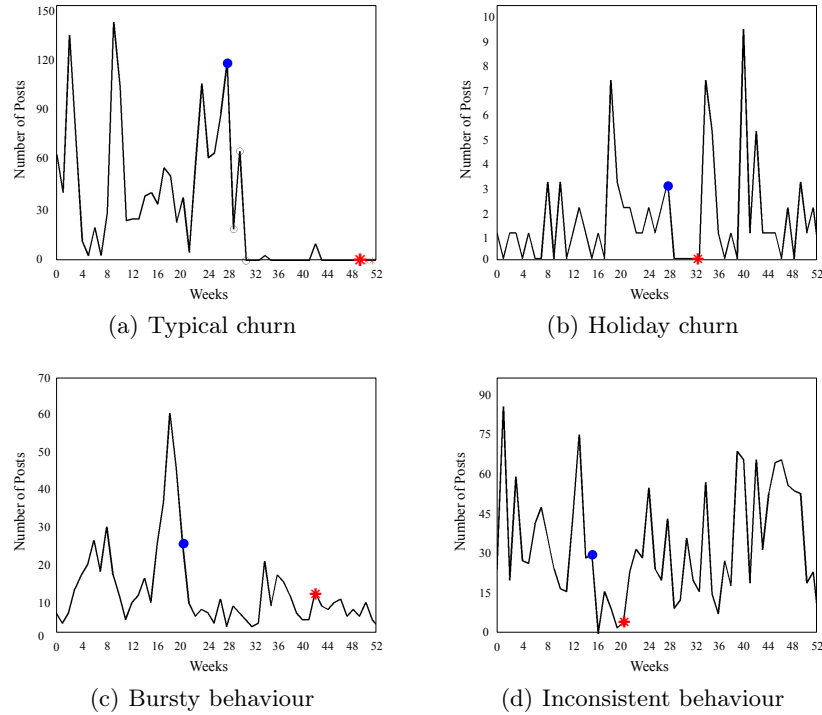 150
120
90
60
30
0
Number of Posts
0 4 8 12 16 20 24 28 32 36 40 44 48 52
Weeks
(a) Typical churn
10
9
8
6
5
4
3
2
1
0
Number of Posts
0 4 8 12 16 20 24 28 32 36 40 44 48 52
Weeks
(b) Holiday churn
70
60
50
40
30
20
10
0
Number of Posts
0 4 8 12 16 20 24 28 32 36 40 44 48 52
Weeks
(c) Bursty behaviour
90
75
60
45
30
15
0
Number of Posts
0 4 8 12 16 20 24 28 32 36 40 44 48 52
Weeks
(d) Inconsistent behaviour